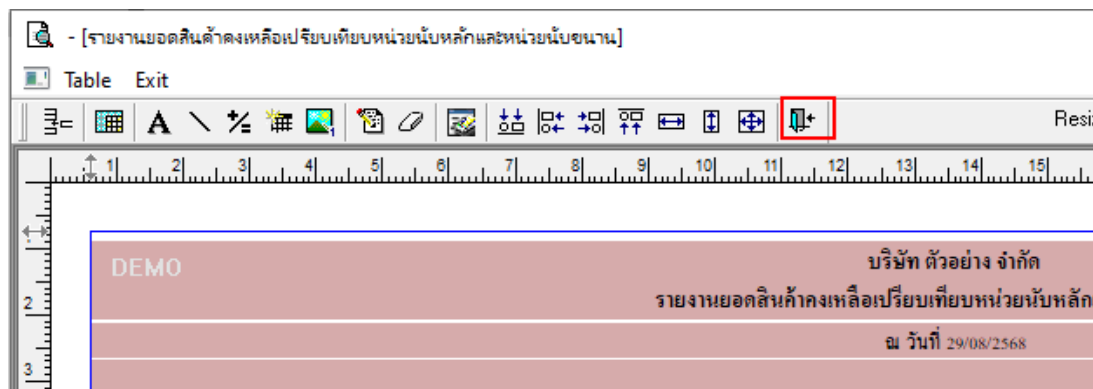 - [รายงานยอดสินค้าคงเหลือเปรียบเทียบหน่วยนับหลักและหน่วยนับขนาน]
Table Exit
Resi
1 2 3 4 5 6 7 8 9 10 11 12 13 14 15
DEMO
บริษัท ตัวอย่าง จำกัด
2
รายงานยอดสินค้าคงเหลือเปรียบเทียบหน่วยนับหลัก
ณ วันที่ 29/08/2568
3